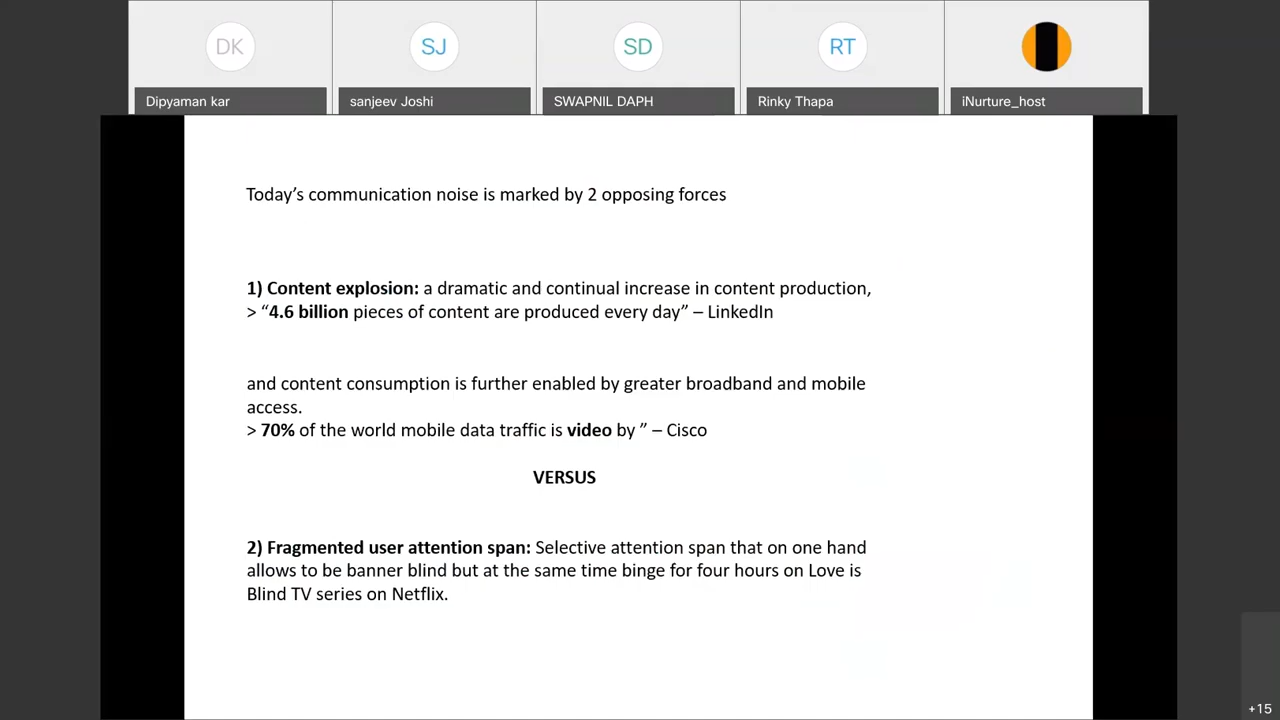 DK
SJ
SD
RT
Dipyaman kar
sanjeev Joshi
SWAPNIL DAPH
Rinky Thapa
iNurture_host
Today’s communication noise is marked by 2 opposing forces
1) Content explosion: a dramatic and continual increase in content production,
> “4.6 billion pieces of content are produced every day” – LinkedIn
and content consumption is further enabled by greater broadband and mobile
access.
> 70% of the world mobile data traffic is video by ” – Cisco
VERSUS
2) Fragmented user attention span: Selective attention span that on one hand
allows to be banner blind but at the same time binge for four hours on Love is
Blind TV series on Netflix.
+15